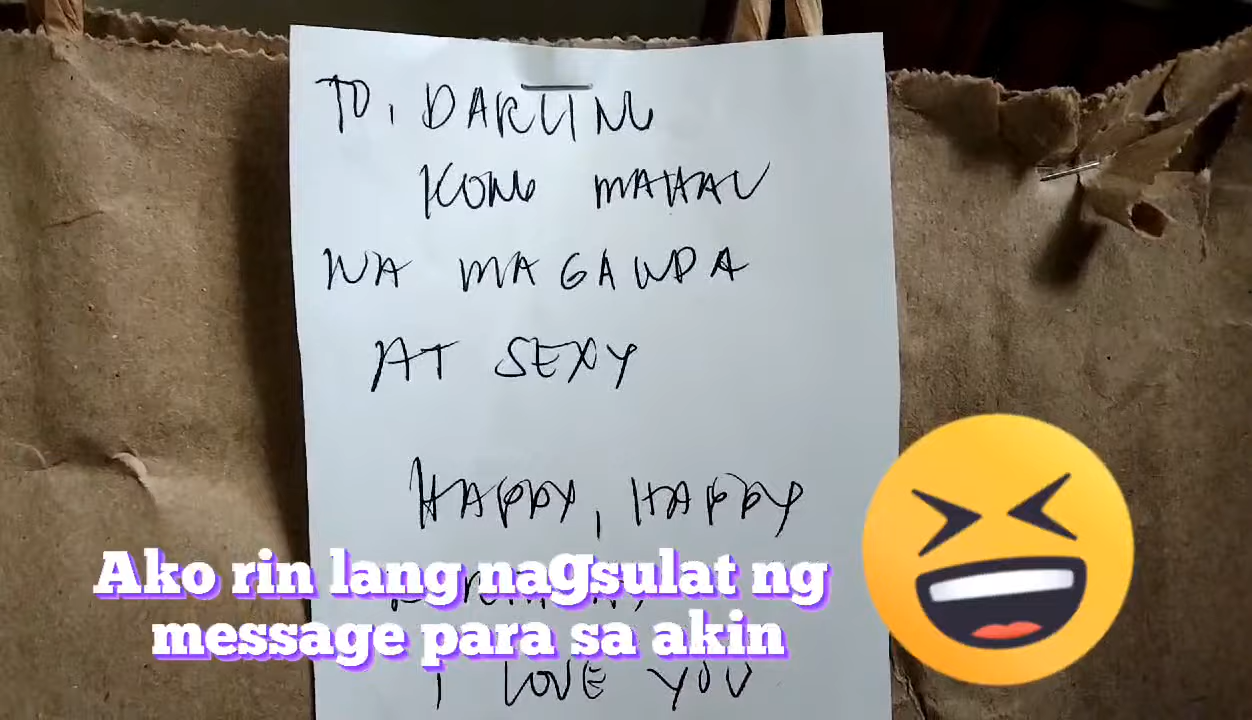 TO, DARLING
KONG MAHAL
NA MAGANDA
AT SEXY
HAPPY, HAPPY
Ako rin lang nagsulat ng
message para sa akin
I LOVE YOU